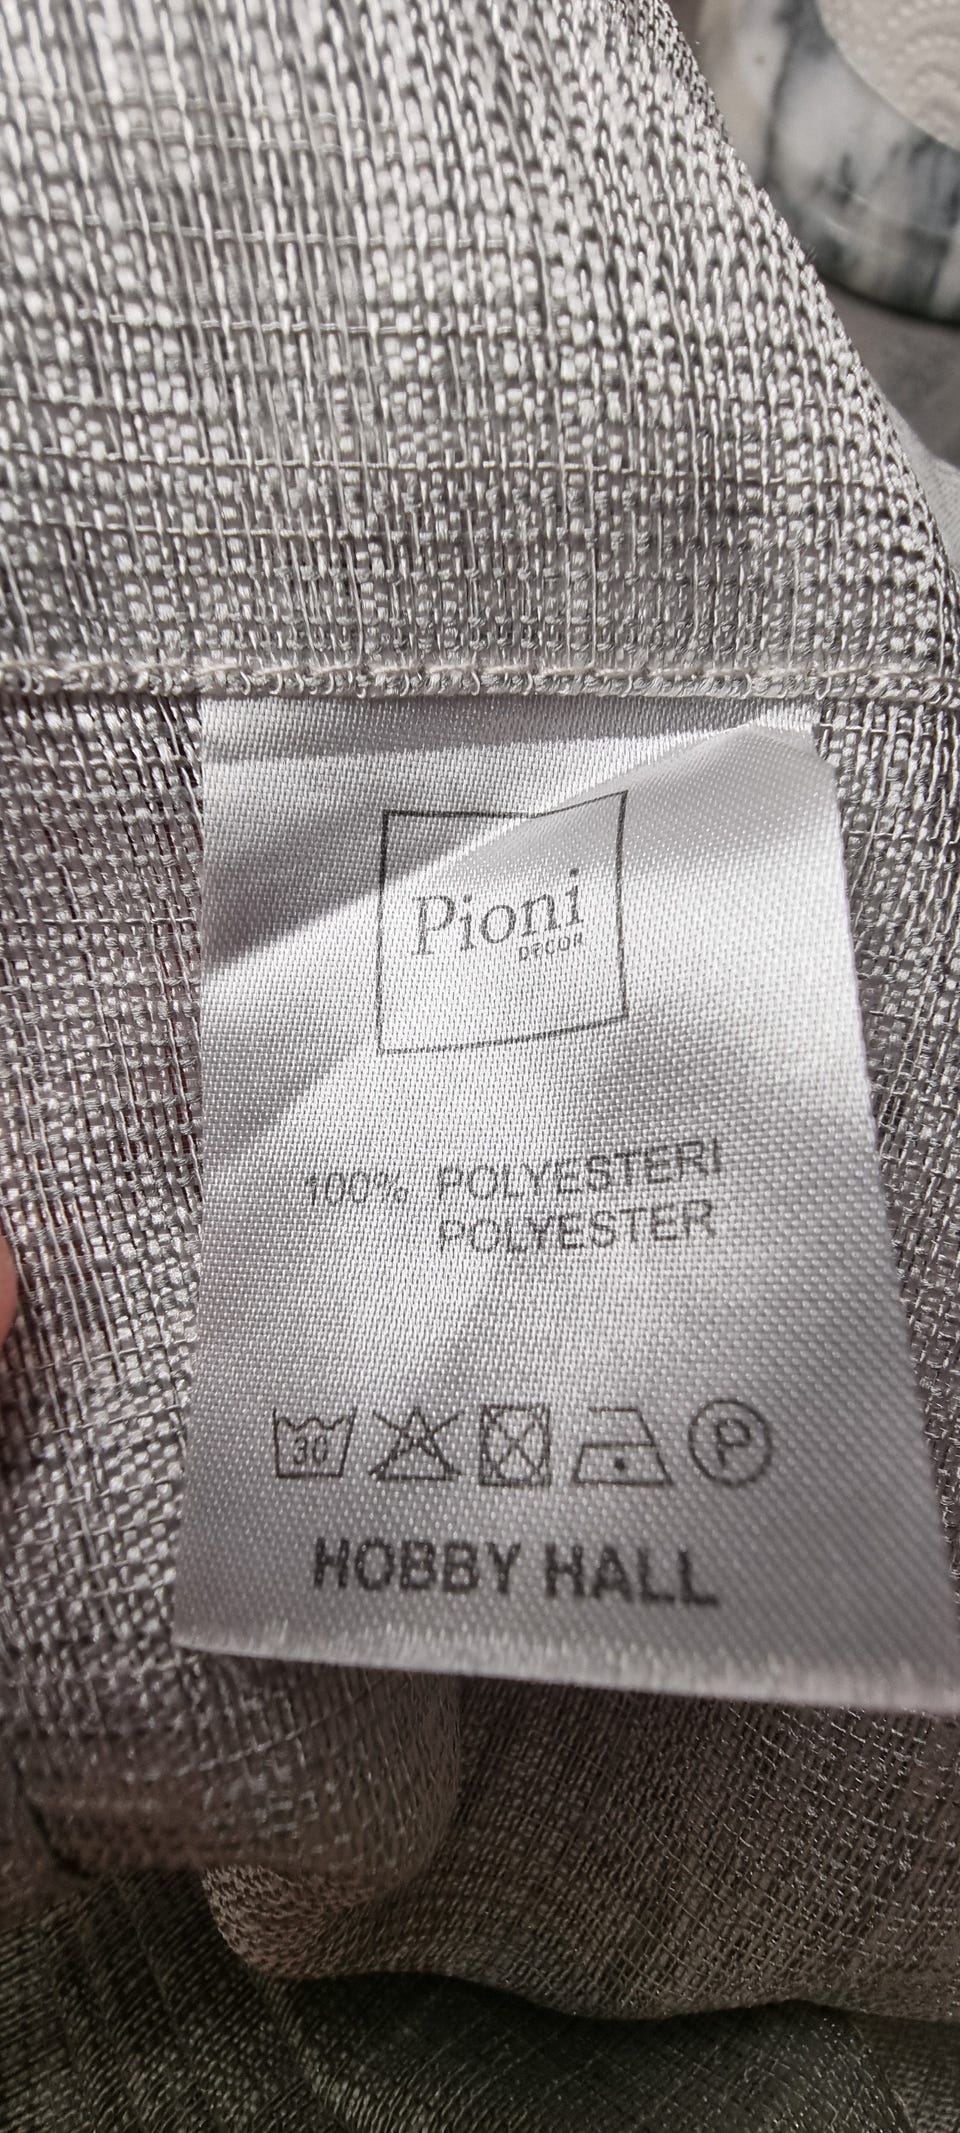 Pioni
DECOR
100% POLYESTERI
POLYESTER
30
P
HOBBY HALL